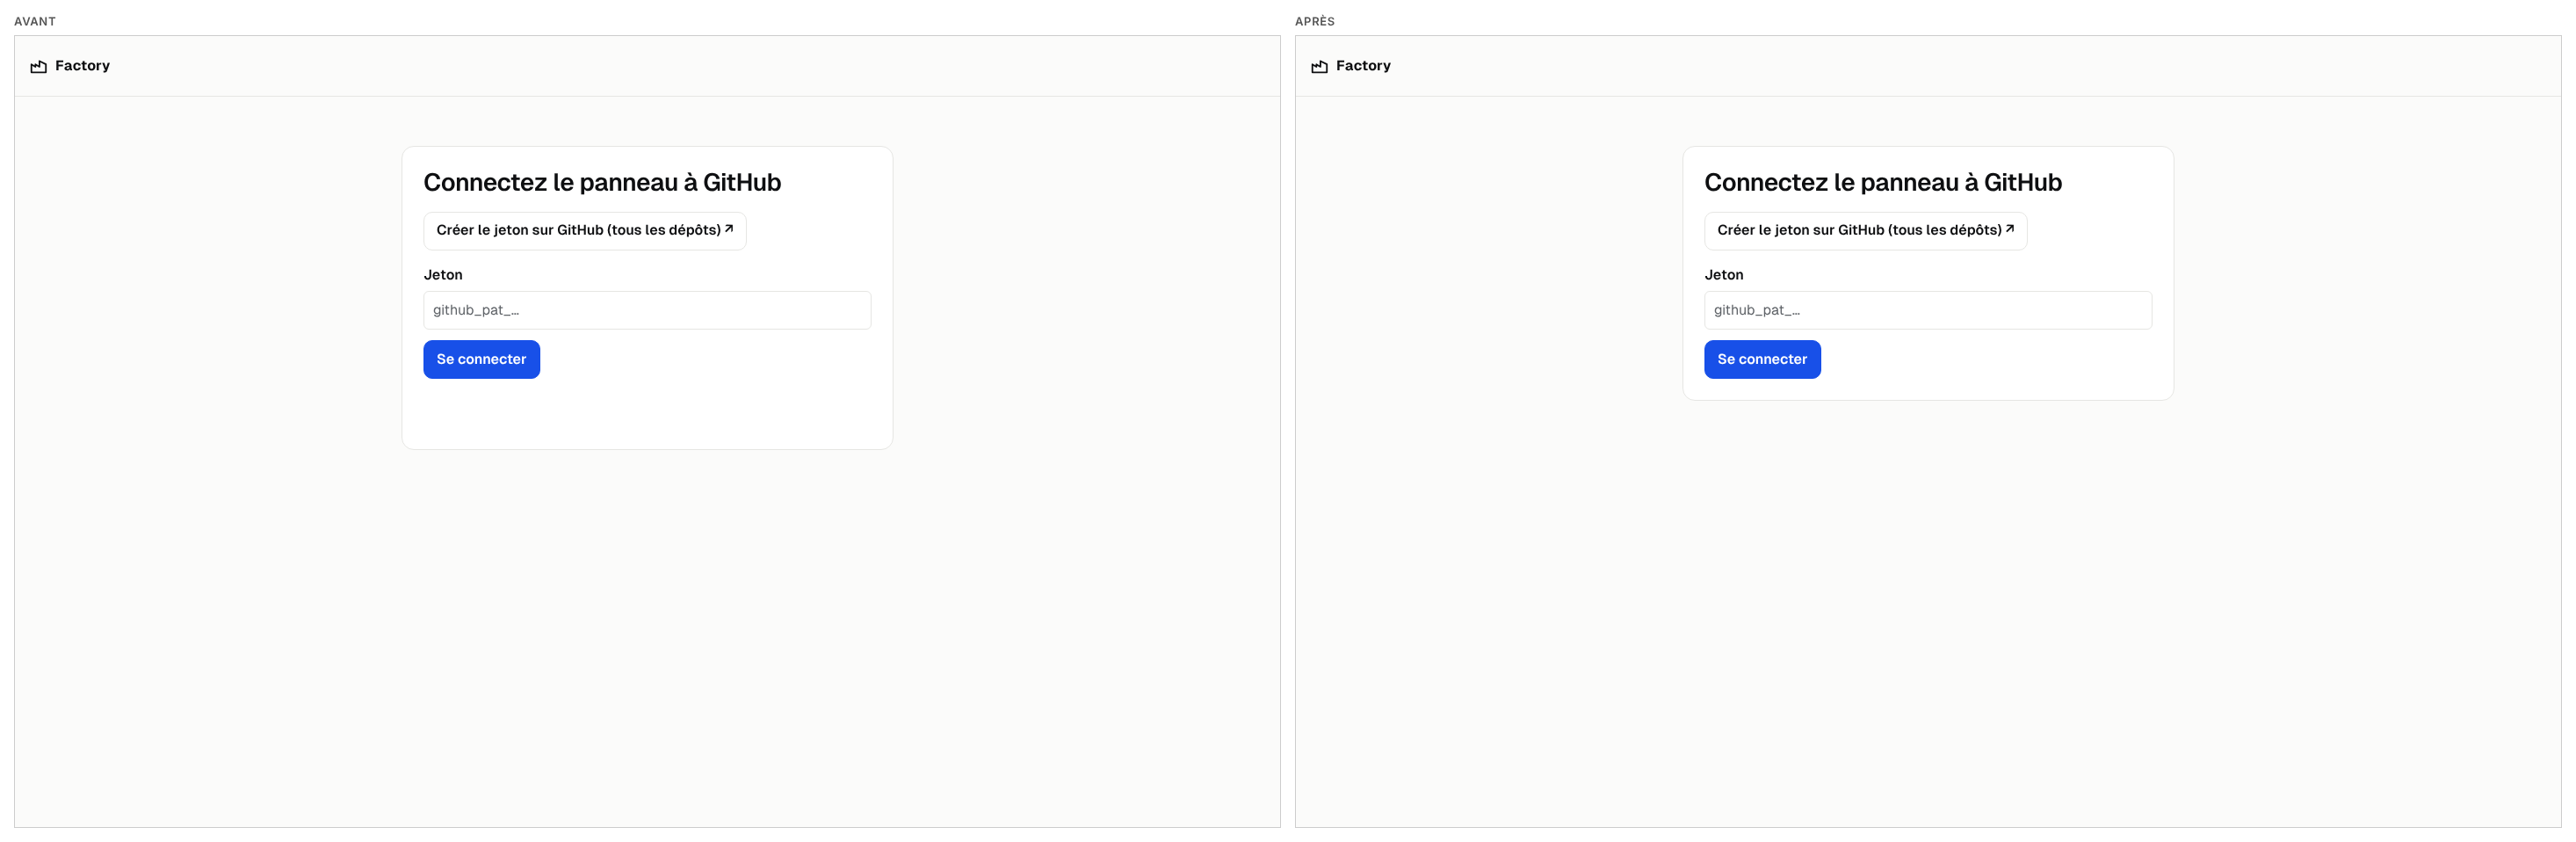 AVANT
Factory
Connectez le panneau à GitHub
Créer le jeton sur GitHub (tous les dépôts) ↗
Jeton
github_pat_…
Se connecter
APRÈS
Factory
Connectez le panneau à GitHub
Créer le jeton sur GitHub (tous les dépôts) ↗
Jeton
github_pat_…
Se connecter